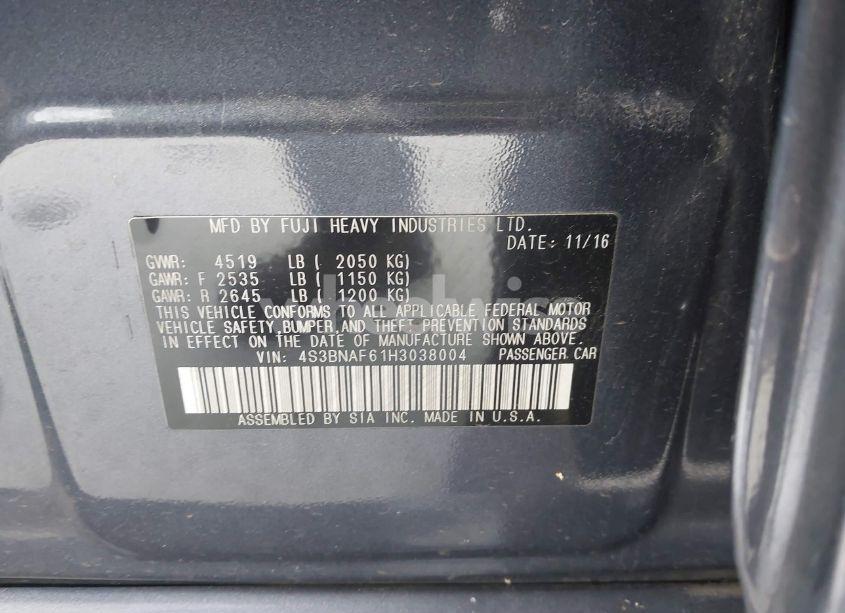 MFD BY FUJI HEAVY INDUSTRIES LTD.
DATE: 11/16
GVWR: 4519 LB ( 2050 KG)
GAWR: F 2535 LB ( 1150 KG)
GAWR: R 2645 LB ( 1200 KG)
THIS VEHICLE CONFORMS TO ALL APPLICABLE FEDERAL MOTOR
VEHICLE SAFETY,BUMPER,AND THEFT PREVENTION STANDARDS
IN EFFECT ON THE DATE OF MANUFACTURE SHOWN ABOVE.
VIN: 4S3BNAF61H3038004 PASSENGER CAR
ASSEMBLED BY SIA INC. MADE IN U.S.A.